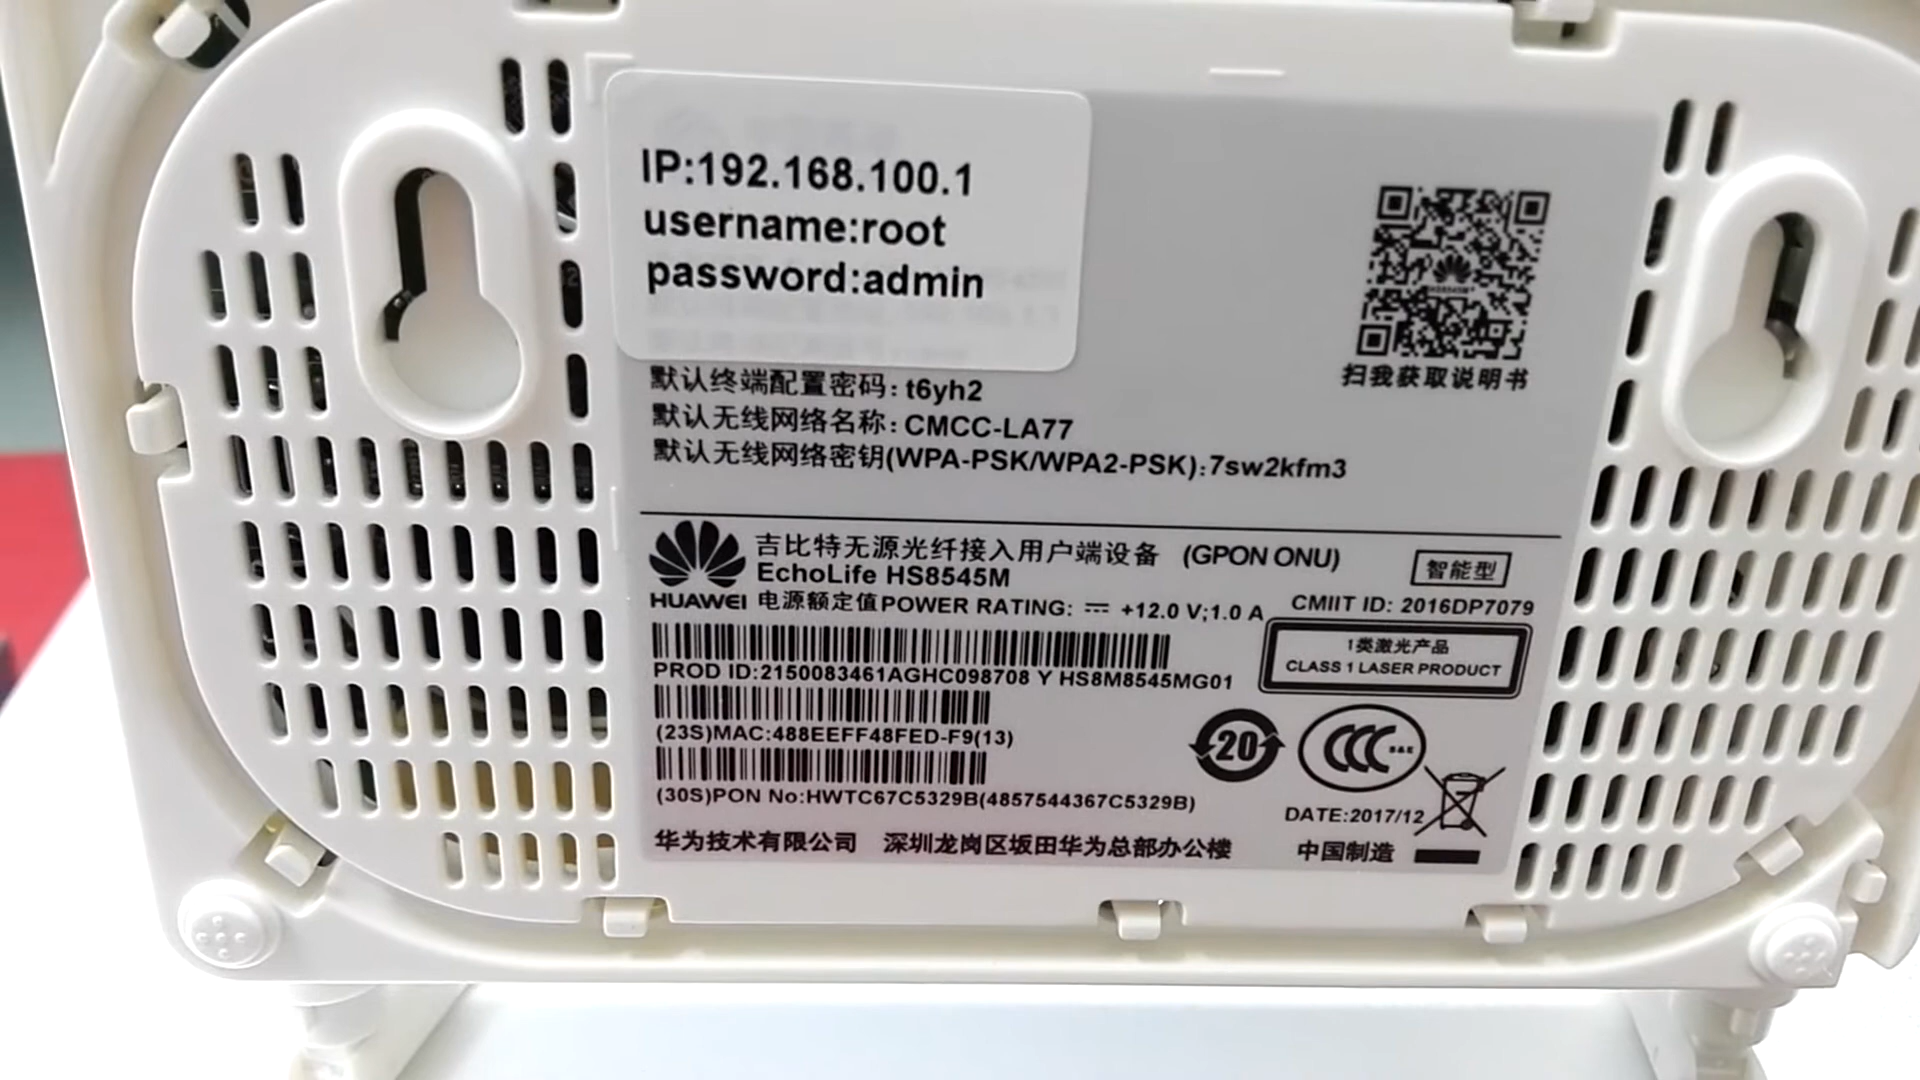 IP:192.168.100.1
username:root
password:admin
默认终端配置密码: t6yh2
默认无线网络名称: CMCC-LA77
默认无线网络密钥(WPA-PSK/WPA2-PSK):7sw2kfm3
扫我获取说明书
HUAWEI
吉比特无源光纤接入用户端设备 (GPON ONU)
智能型
EchoLife HS8545M
电源额定值POWER RATING: ⎓ +12.0 V;1.0 A
CMIIT ID: 2016DP7079
1类激光产品
CLASS 1 LASER PRODUCT
PROD ID:2150083461AGHC098708 Y HS8M8545MG01
(23S)MAC:488EEFF48FED-F9(13)
20
CCC S&E
(30S)PON No:HWTC67C5329B(4857544367C5329B)
DATE:2017/12
华为技术有限公司 深圳龙岗区坂田华为总部办公楼
中国制造